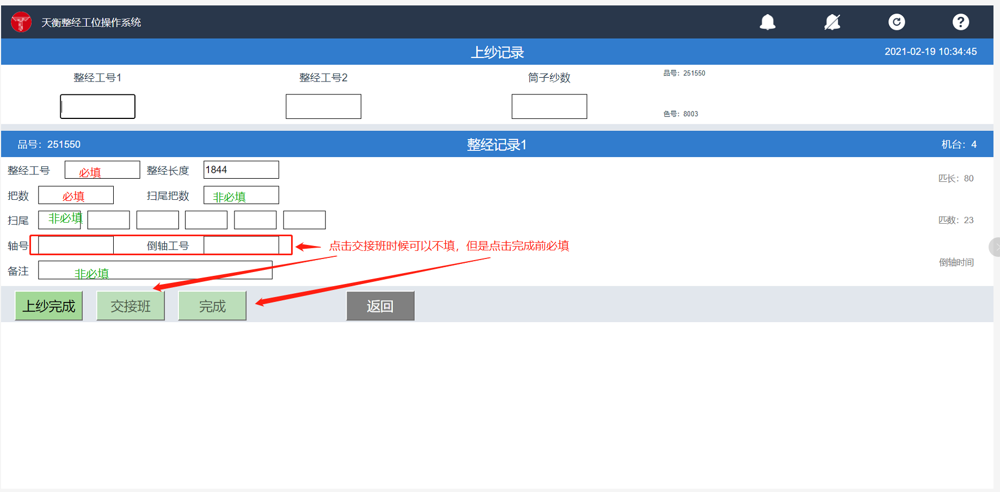 天衡整经工位操作系统
上纱记录
2021-02-19 10:34:45
整经工号1 整经工号2 筒子纱数 品号：251550
色号：8003
品号：251550 整经记录1 机台：4
整经工号 必填 整经长度 1844
匹长：80
把数 必填 扫尾把数 非必填
扫尾 非必填
匹数：23
轴号 倒轴工号 点击交接班时候可以不填，但是点击完成前必填
倒轴时间
备注 非必填
上纱完成 交接班 完成 返回